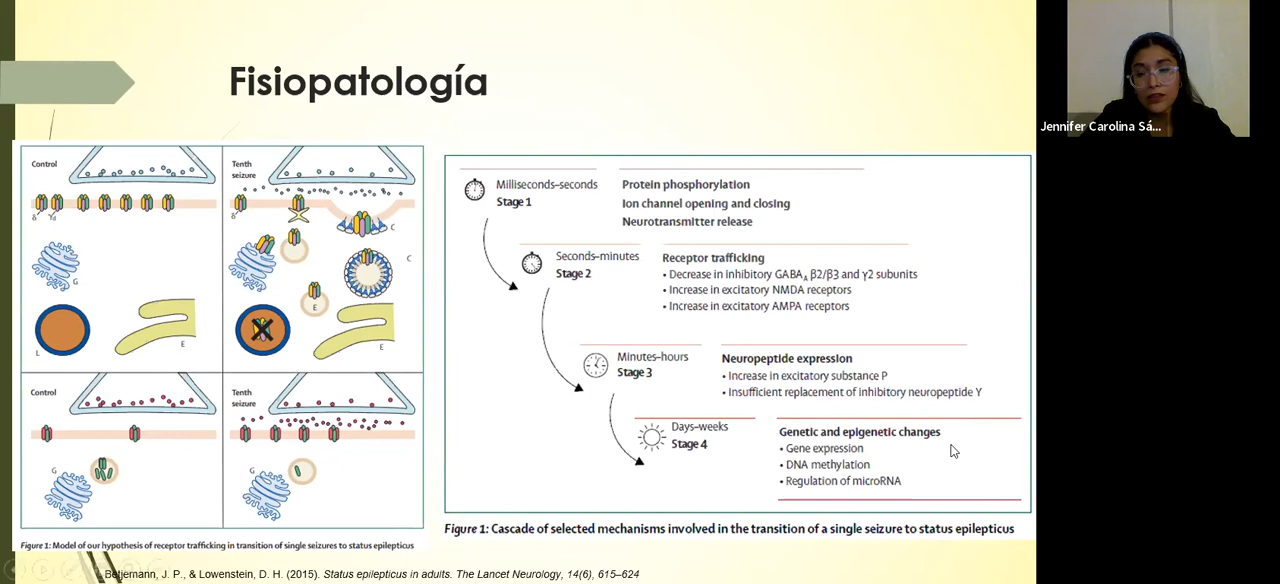 Fisiopatología
Control
Tenth
seizure
δ
γ2
C
G
C
E
L
E
E
Control
Tenth
seizure
G
G
Figure 1: Model of our hypothesis of receptor trafficking in transition of single seizures to status epilepticus
Milliseconds–seconds
Stage 1
Protein phosphorylation
Ion channel opening and closing
Neurotransmitter release
Seconds–minutes
Stage 2
Receptor trafficking
• Decrease in inhibitory GABAA β2/β3 and γ2 subunits
• Increase in excitatory NMDA receptors
• Increase in excitatory AMPA receptors
Minutes–hours
Stage 3
Neuropeptide expression
• Increase in excitatory substance P
• Insufficient replacement of inhibitory neuropeptide Y
Days–weeks
Stage 4
Genetic and epigenetic changes
• Gene expression
• DNA methylation
• Regulation of microRNA
Figure 1: Cascade of selected mechanisms involved in the transition of a single seizure to status epilepticus
Betjemann, J. P., & Lowenstein, D. H. (2015). Status epilepticus in adults. The Lancet Neurology, 14(6), 615–624
Jennifer Carolina Sá...